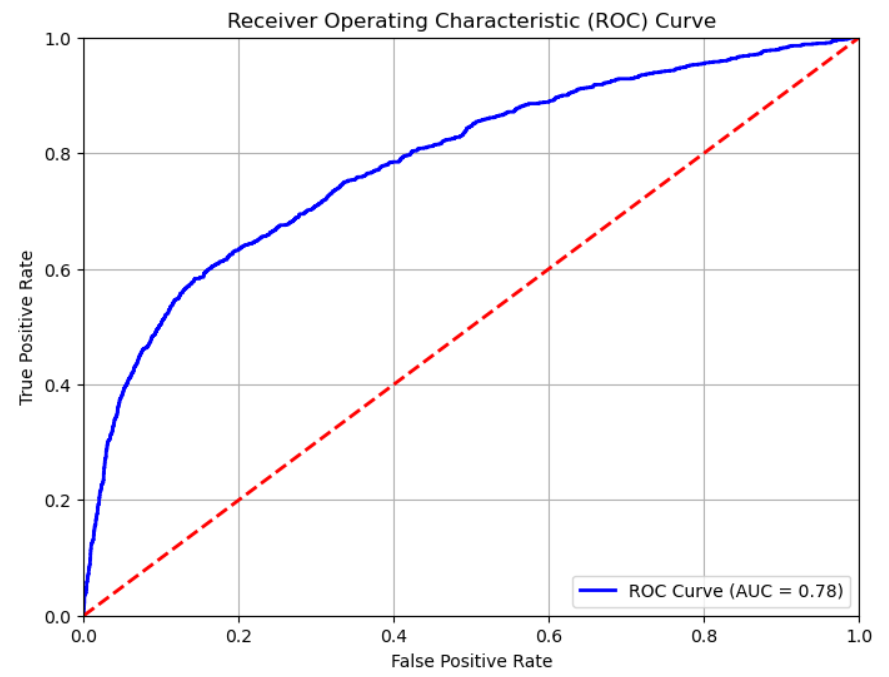 Receiver Operating Characteristic (ROC) Curve
1.0
0.8
0.6
0.4
0.2
0.0
True Positive Rate
ROC Curve (AUC = 0.78)
0.0 0.2 0.4 0.6 0.8 1.0
False Positive Rate